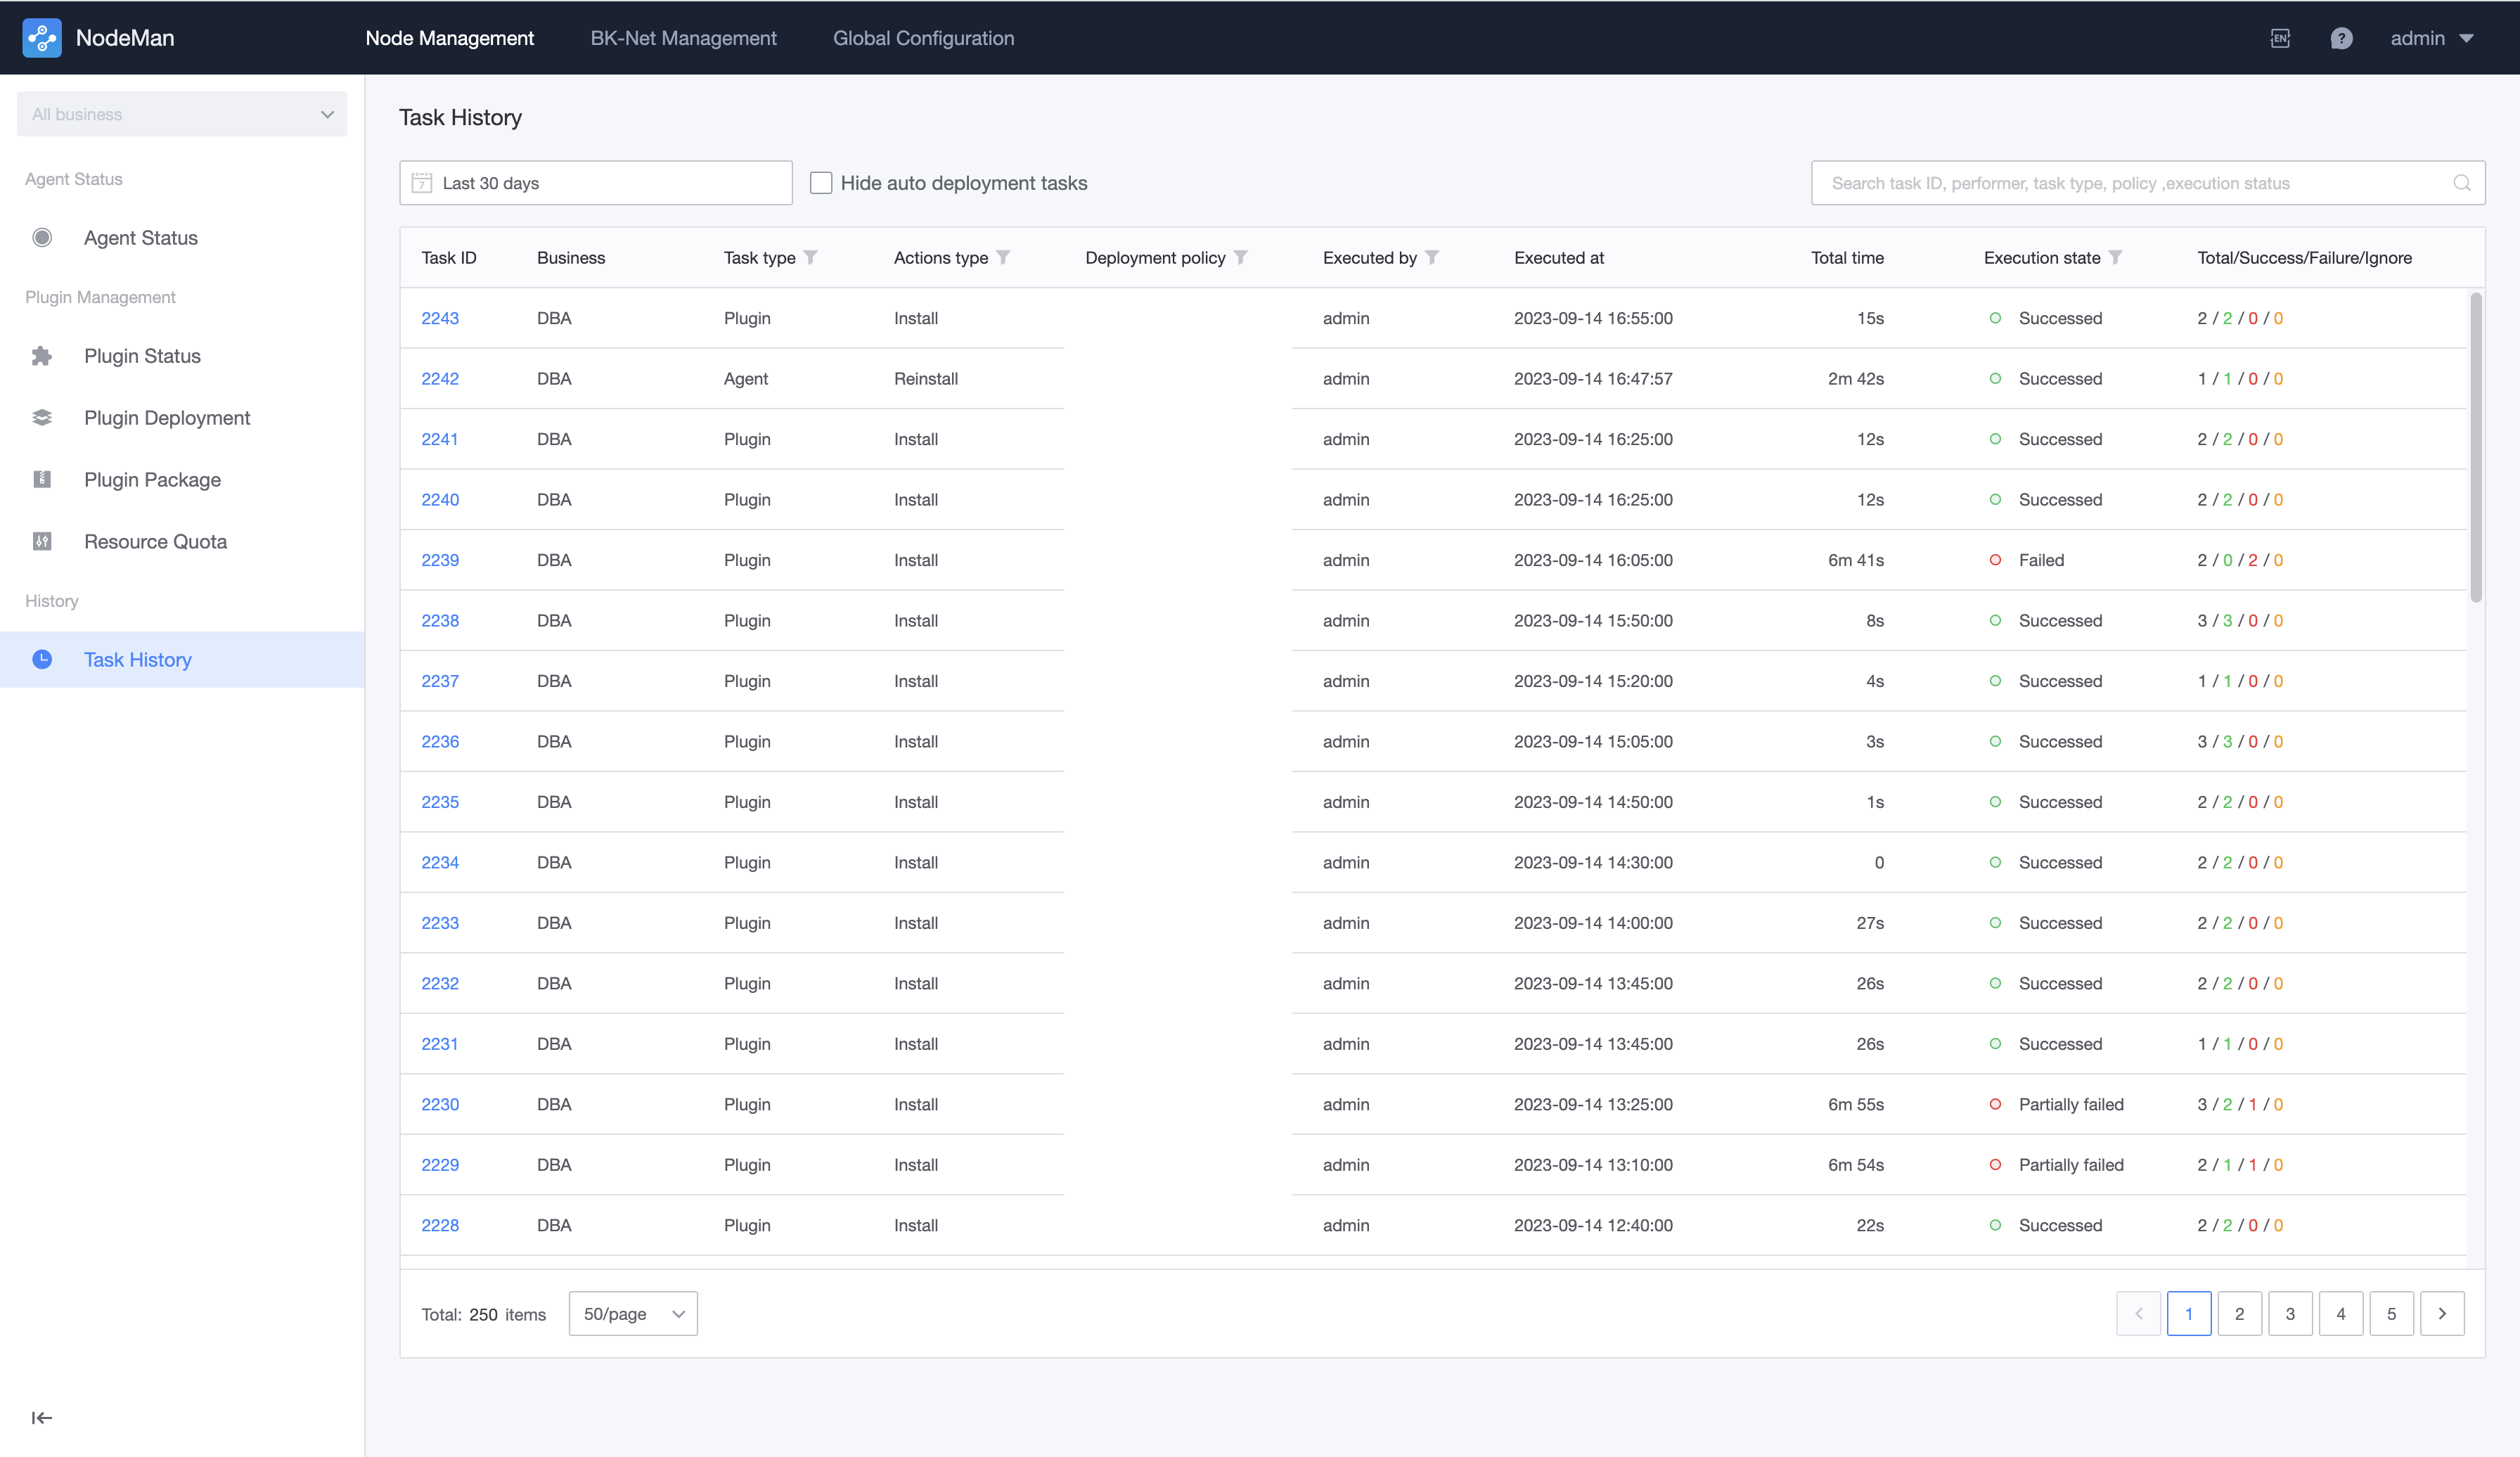 NodeMan Node Management BK-Net Management Global Configuration EN ? admin
All business
Agent Status
Agent Status
Plugin Management
Plugin Status
Plugin Deployment
Plugin Package
Resource Quota
History
Task History
Task History
7 Last 30 days Hide auto deployment tasks Search task ID, performer, task type, policy ,execution status
Task ID Business Task type Actions type Deployment policy Executed by Executed at Total time Execution state Total/Success/Failure/Ignore
2243 DBA Plugin Install admin 2023-09-14 16:55:00 15s Successed 2 / 2 / 0 / 0
2242 DBA Agent Reinstall admin 2023-09-14 16:47:57 2m 42s Successed 1 / 1 / 0 / 0
2241 DBA Plugin Install admin 2023-09-14 16:25:00 12s Successed 2 / 2 / 0 / 0
2240 DBA Plugin Install admin 2023-09-14 16:25:00 12s Successed 2 / 2 / 0 / 0
2239 DBA Plugin Install admin 2023-09-14 16:05:00 6m 41s Failed 2 / 0 / 2 / 0
2238 DBA Plugin Install admin 2023-09-14 15:50:00 8s Successed 3 / 3 / 0 / 0
2237 DBA Plugin Install admin 2023-09-14 15:20:00 4s Successed 1 / 1 / 0 / 0
2236 DBA Plugin Install admin 2023-09-14 15:05:00 3s Successed 3 / 3 / 0 / 0
2235 DBA Plugin Install admin 2023-09-14 14:50:00 1s Successed 2 / 2 / 0 / 0
2234 DBA Plugin Install admin 2023-09-14 14:30:00 0 Successed 2 / 2 / 0 / 0
2233 DBA Plugin Install admin 2023-09-14 14:00:00 27s Successed 2 / 2 / 0 / 0
2232 DBA Plugin Install admin 2023-09-14 13:45:00 26s Successed 2 / 2 / 0 / 0
2231 DBA Plugin Install admin 2023-09-14 13:45:00 26s Successed 1 / 1 / 0 / 0
2230 DBA Plugin Install admin 2023-09-14 13:25:00 6m 55s Partially failed 3 / 2 / 1 / 0
2229 DBA Plugin Install admin 2023-09-14 13:10:00 6m 54s Partially failed 2 / 1 / 1 / 0
2228 DBA Plugin Install admin 2023-09-14 12:40:00 22s Successed 2 / 2 / 0 / 0
Total: 250 items 50/page 1 2 3 4 5